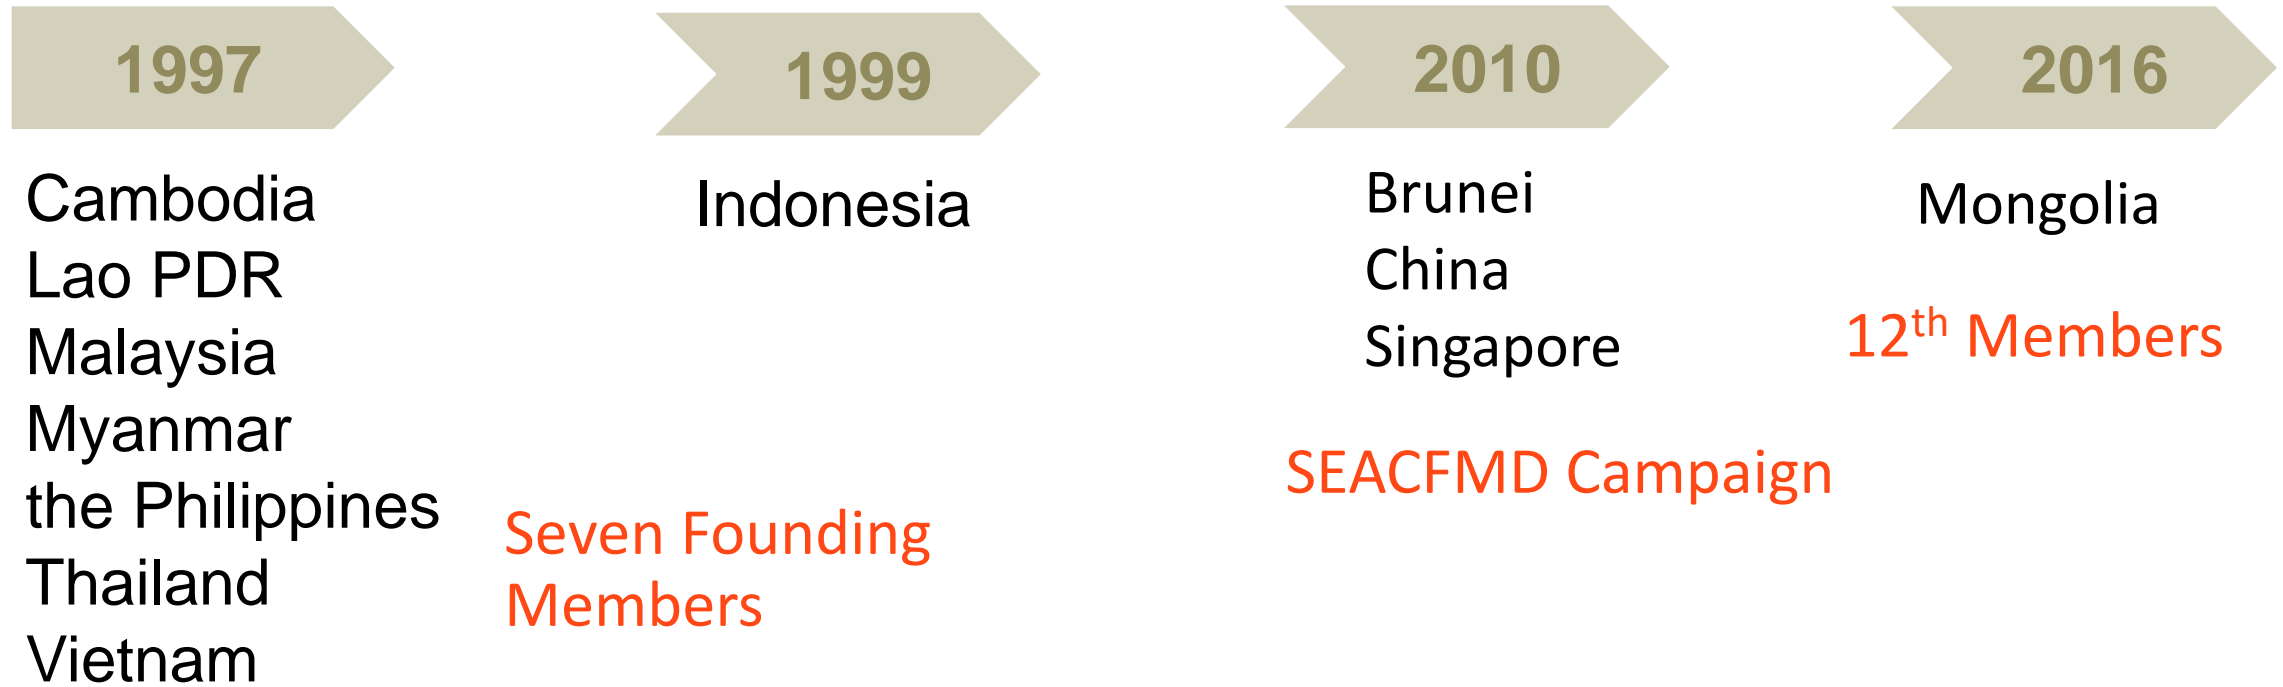 1997
Cambodia
Lao PDR
Malaysia
Myanmar
the Philippines
Thailand
Vietnam
Seven Founding
Members
1999
Indonesia
2010
Brunei
China
Singapore
SEACFMD Campaign
2016
Mongolia
12th Members